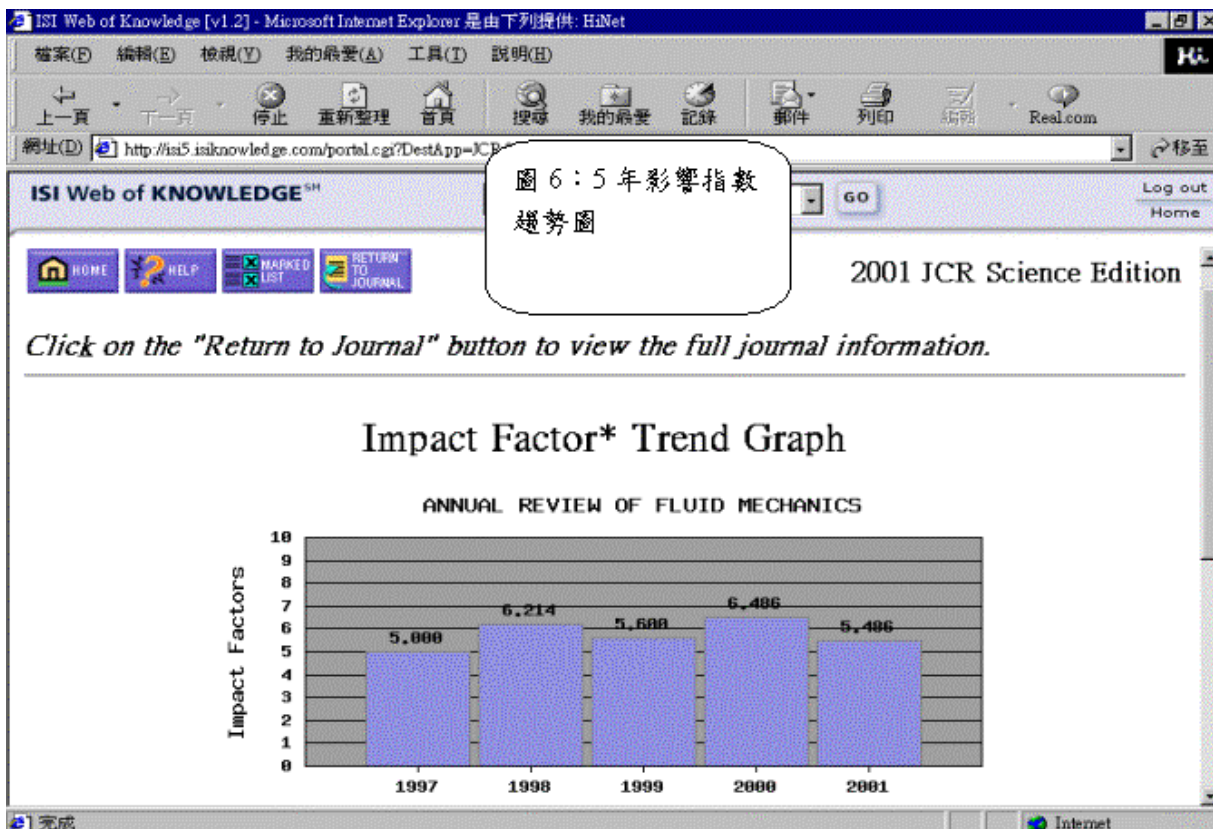 ISI Web of Knowledge [v1.2] - Microsoft Internet Explorer 是由下列提供: HiNet
檔案(F) 編輯(E) 檢視(V) 我的最愛(A) 工具(T) 說明(H)
Hi
上一頁 下一頁 停止 重新整理 首頁 搜尋 我的最愛 記錄 郵件 列印 編輯 Real.com
網址(D) http://isi5.isiknowledge.com/portal.cgi?DestApp=JCR 移至
圖 6：5 年影響指數
趨勢圖
ISI Web of KNOWLEDGE SM
GO
Log out
Home
HOME HELP MARKED LIST RETURN TO JOURNAL
2001 JCR Science Edition
Click on the "Return to Journal" button to view the full journal information.
Impact Factor* Trend Graph
ANNUAL REVIEW OF FLUID MECHANICS
Impact Factors
10
9
8
7
6
5
4
3
2
1
0
5.000 6.214 5.600 6.486 5.486
1997 1998 1999 2000 2001
完成 Internet